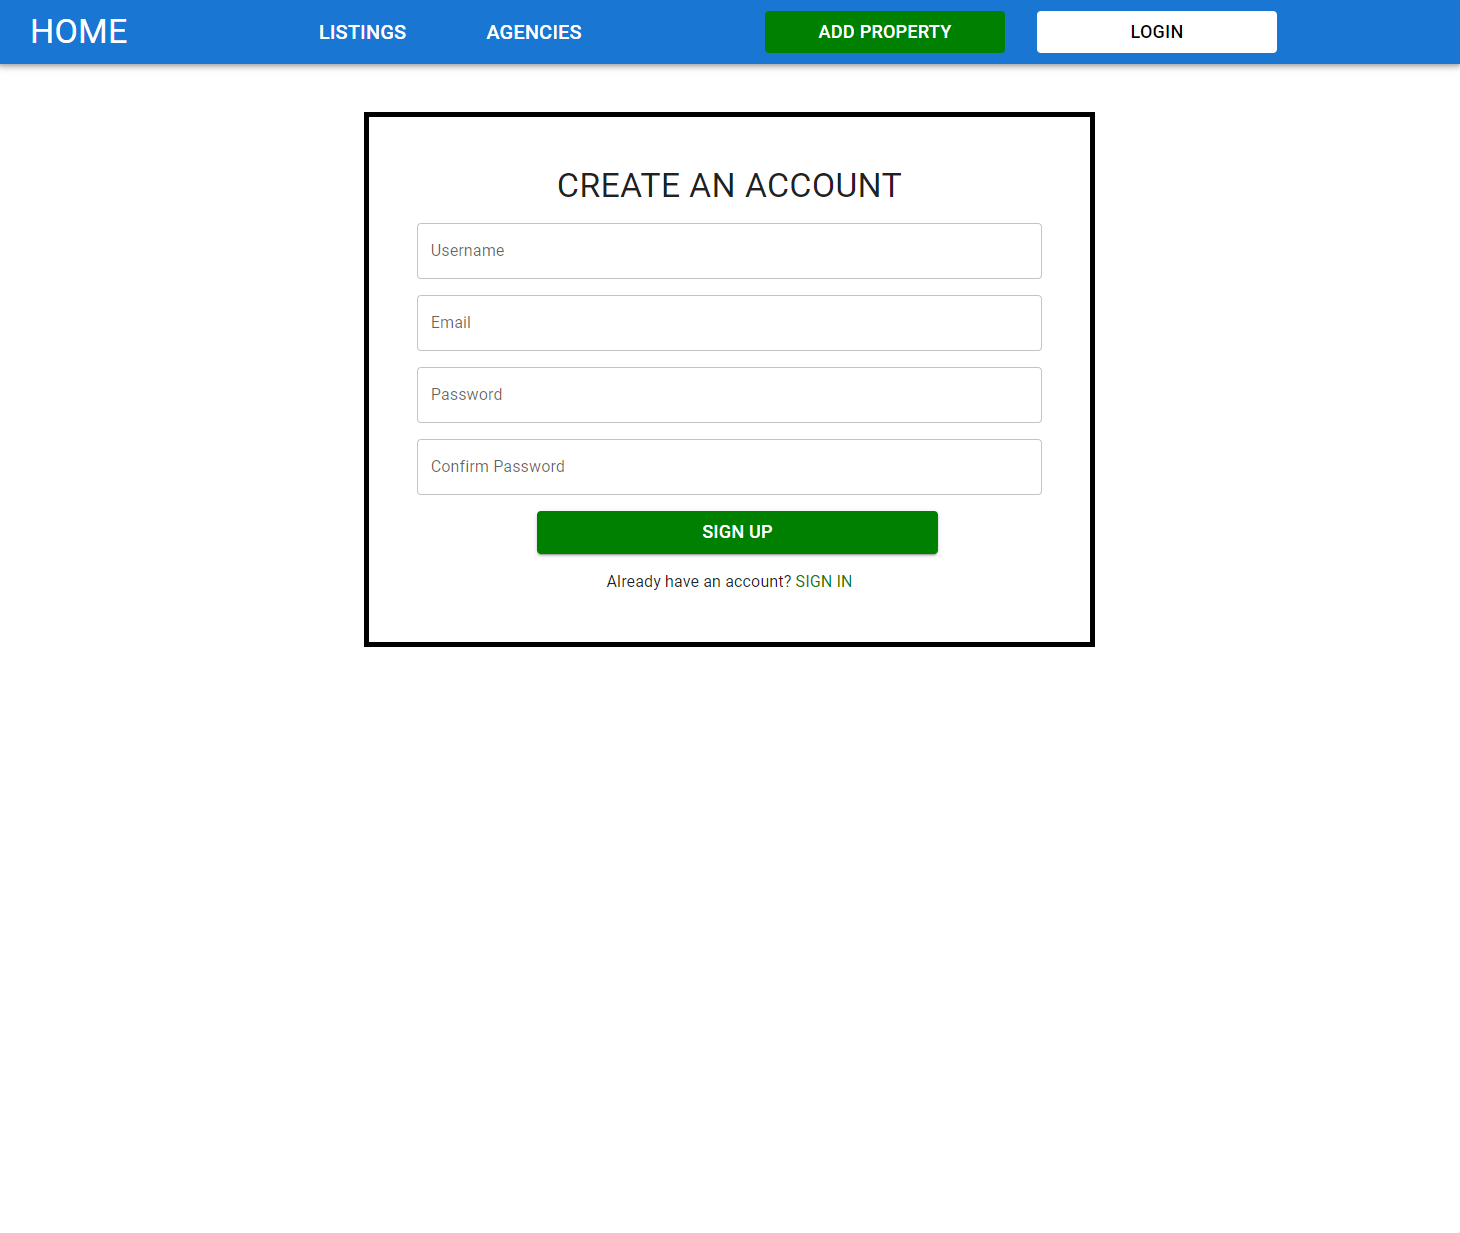 HOME LISTINGS AGENCIES ADD PROPERTY LOGIN
CREATE AN ACCOUNT
Username
Email
Password
Confirm Password
SIGN UP
Already have an account? SIGN IN